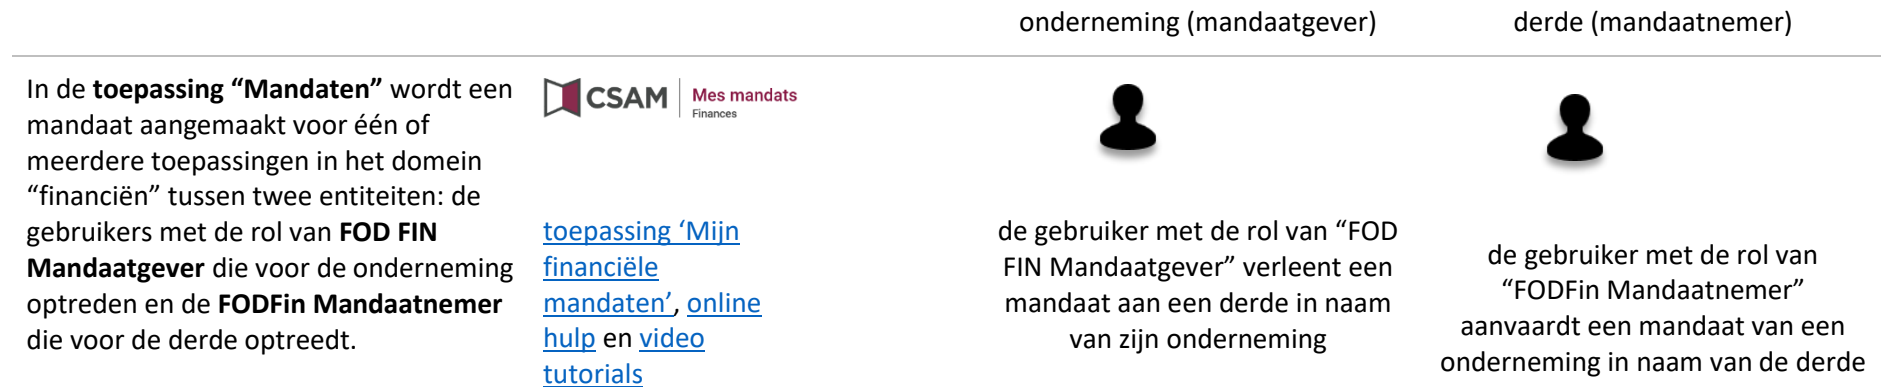 onderneming (mandaatgever)
derde (mandaatnemer)
In de toepassing “Mandaten” wordt een
mandaat aangemaakt voor één of
meerdere toepassingen in het domein
“financiën” tussen twee entiteiten: de
gebruikers met de rol van FOD FIN
Mandaatgever die voor de onderneming
optreden en de FODFin Mandaatnemer
die voor de derde optreedt.
CSAM
Mes mandats
Finances
toepassing ‘Mijn
financiële
mandaten’, online
hulp en video
tutorials
de gebruiker met de rol van “FOD
FIN Mandaatgever” verleent een
mandaat aan een derde in naam
van zijn onderneming
de gebruiker met de rol van
“FODFin Mandaatnemer”
aanvaardt een mandaat van een
onderneming in naam van de derde